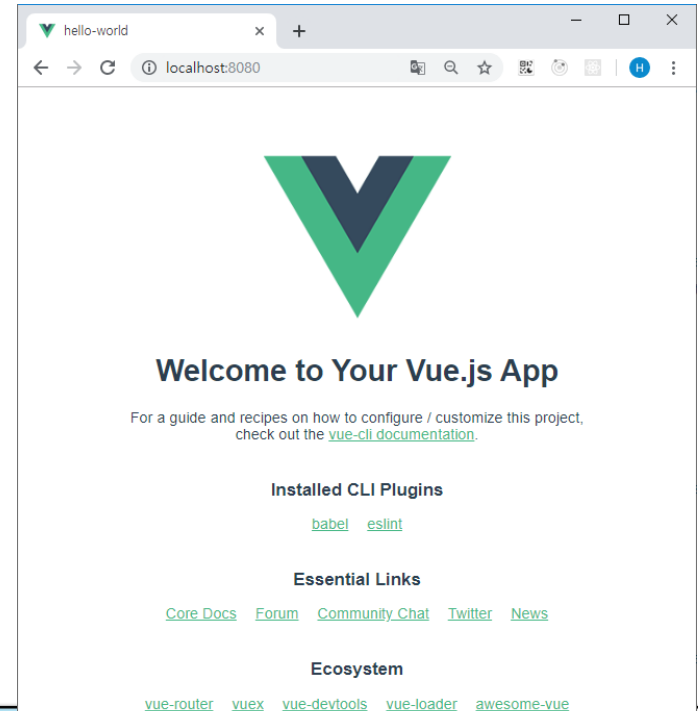 hello-world
localhost:8080
H
Welcome to Your Vue.js App
For a guide and recipes on how to configure / customize this project,
check out the vue-cli documentation.
Installed CLI Plugins
babel eslint
Essential Links
Core Docs Forum Community Chat Twitter News
Ecosystem
vue-router vuex vue-devtools vue-loader awesome-vue